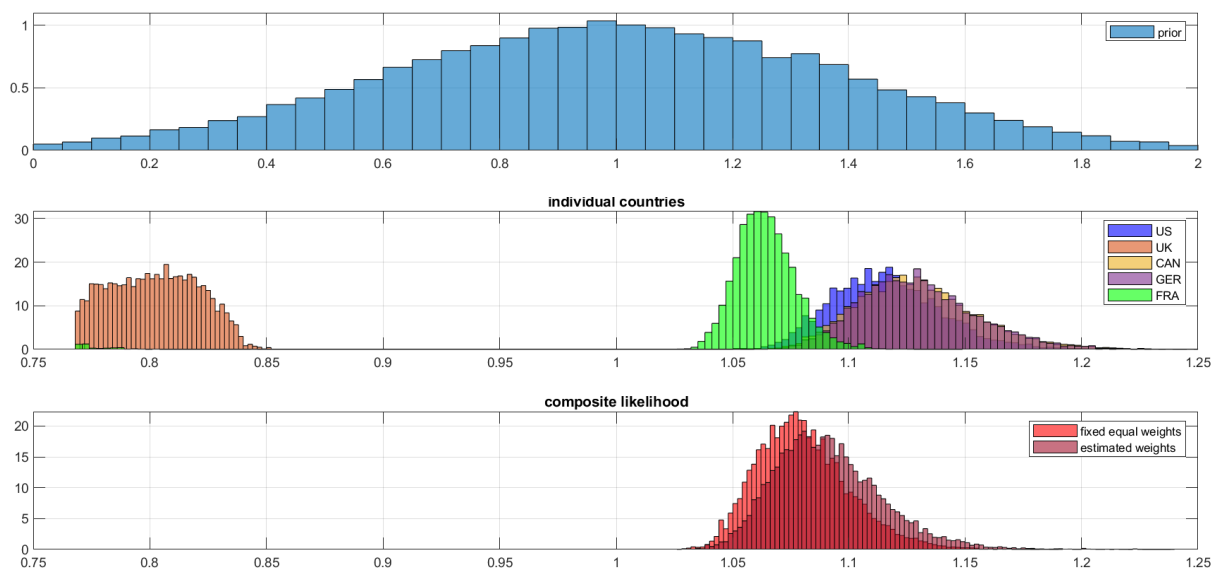 1
0.5
0
prior
0 0.2 0.4 0.6 0.8 1 1.2 1.4 1.6 1.8 2
individual countries
30
20
10
0
US
UK
CAN
GER
FRA
0.75 0.8 0.85 0.9 0.95 1 1.05 1.1 1.15 1.2 1.25
composite likelihood
20
15
10
5
0
fixed equal weights
estimated weights
0.75 0.8 0.85 0.9 0.95 1 1.05 1.1 1.15 1.2 1.25